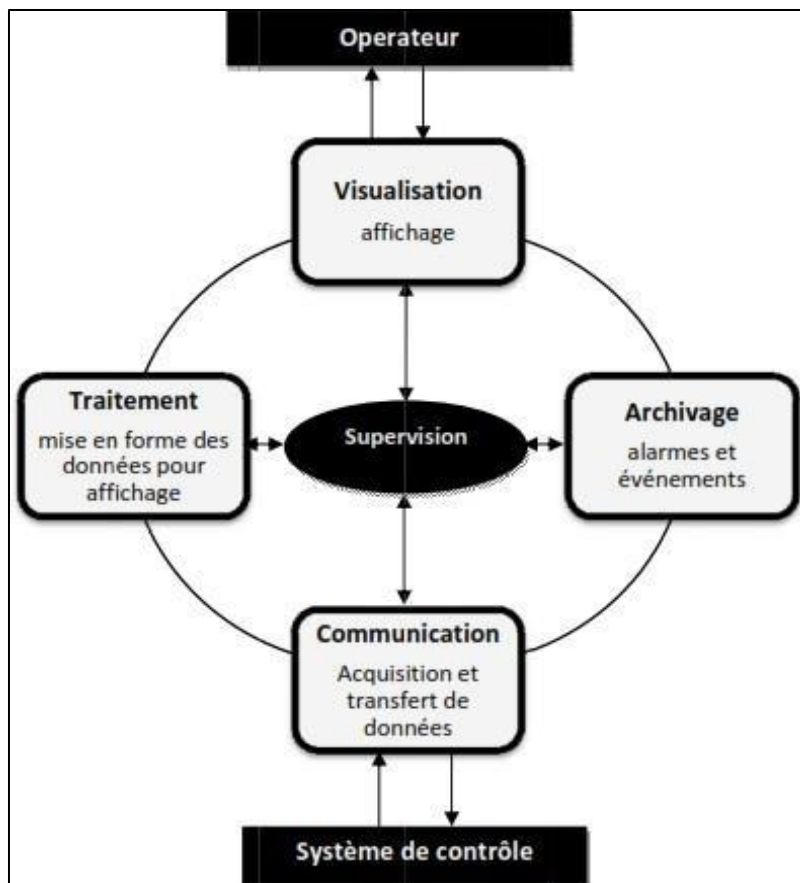 Operateur
Visualisation
affichage
Traitement
mise en forme des
données pour
affichage
Supervision
Archivage
alarmes et
événements
Communication
Acquisition et
transfert de
données
Système de contrôle